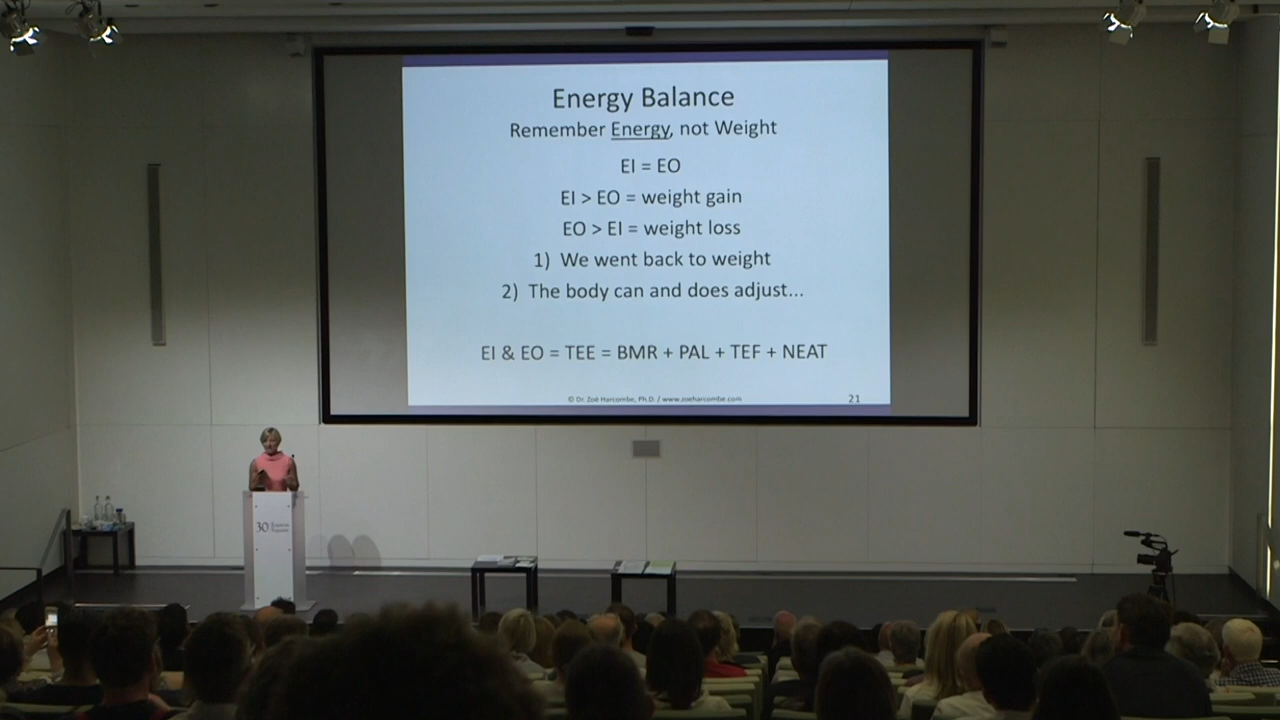 Energy Balance
Remember Energy, not Weight
EI = EO
EI > EO = weight gain
EO > EI = weight loss
1) We went back to weight
2) The body can and does adjust...
EI & EO = TEE = BMR + PAL + TEF + NEAT
© Dr. Zoë Harcombe, Ph.D. / www.zoeharcombe.com
21
30